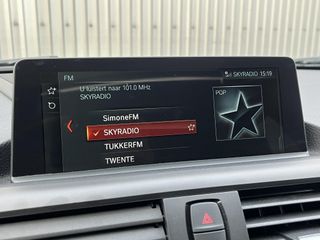 FM
SKYRADIO 15:19
U luistert naar 101.0 MHz
SKYRADIO
POP
SimoneFM
SKYRADIO
TUKKERFM
TWENTE